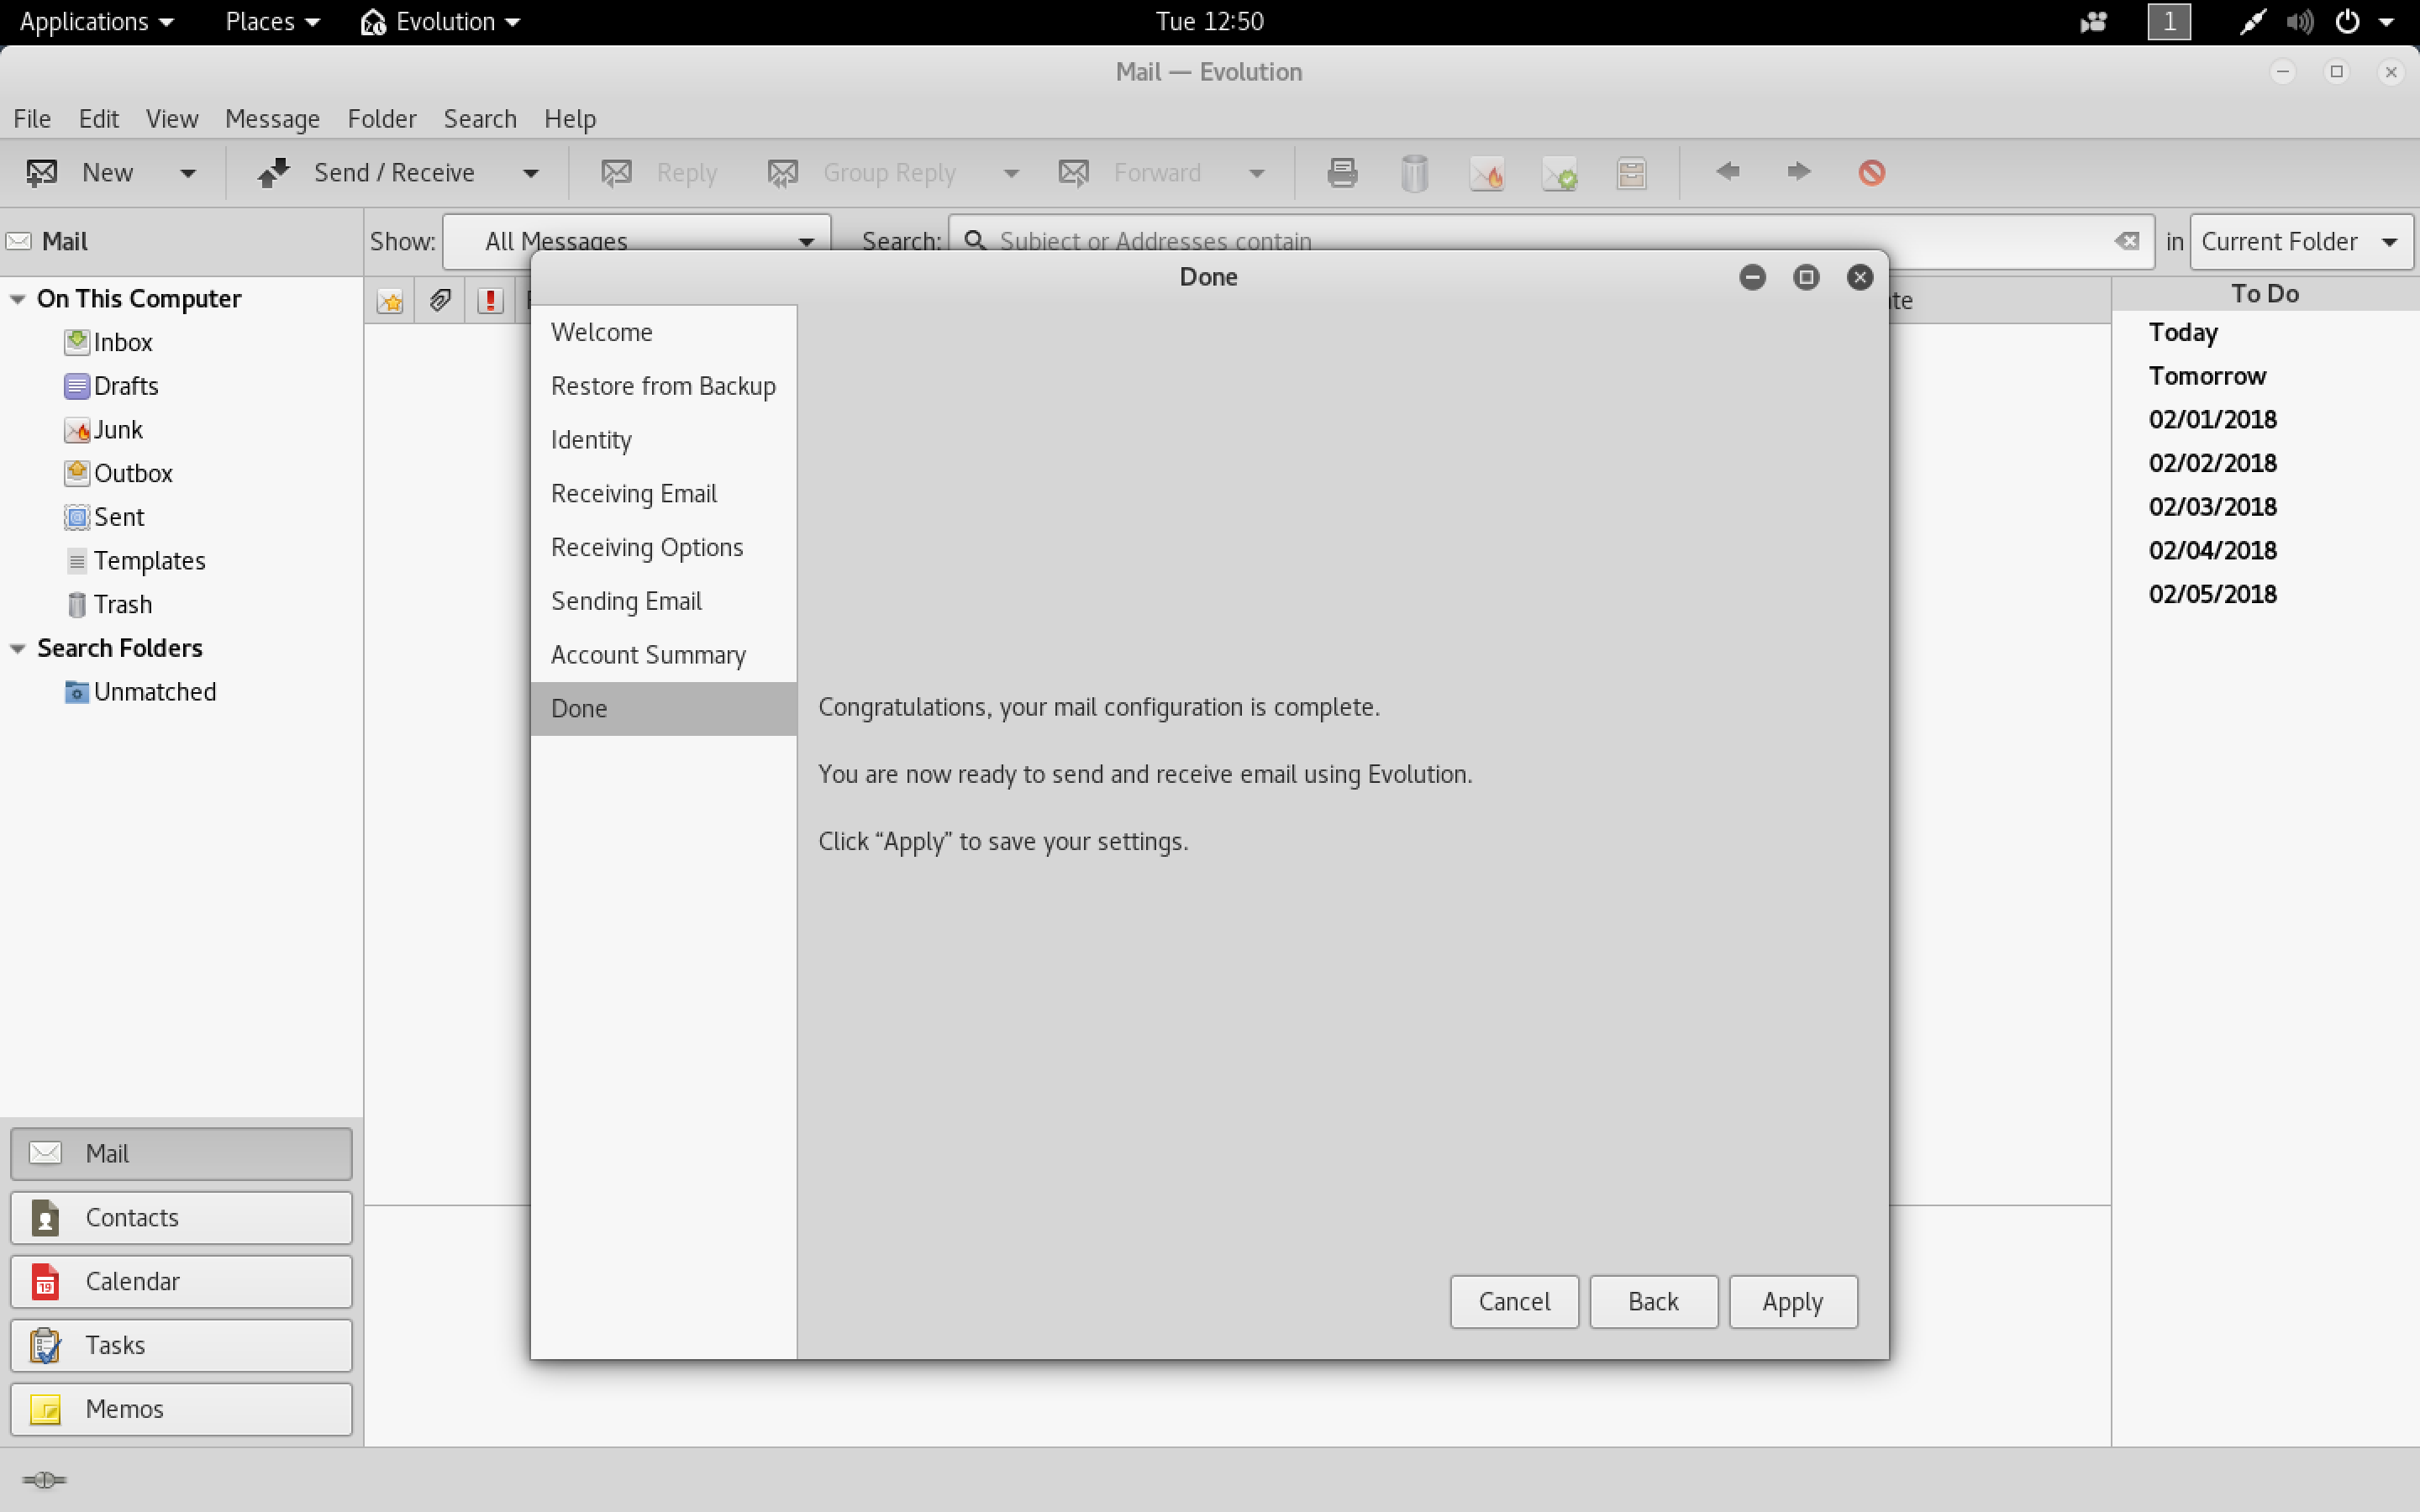 Applications Places Evolution Tue 12:50 1
Mail — Evolution
File Edit View Message Folder Search Help
New Send / Receive Reply Group Reply Forward
Mail Show: All Messages Search: Subject or Addresses contain in Current Folder
On This Computer
Inbox
Drafts
Junk
Outbox
Sent
Templates
Trash
Search Folders
Unmatched
Mail
Contacts
19
Calendar
Tasks
Memos
Done
Welcome
Restore from Backup
Identity
Receiving Email
Receiving Options
Sending Email
Account Summary
Done
Congratulations, your mail configuration is complete.
You are now ready to send and receive email using Evolution.
Click “Apply” to save your settings.
Cancel Back Apply
To Do
Today
Tomorrow
02/01/2018
02/02/2018
02/03/2018
02/04/2018
02/05/2018